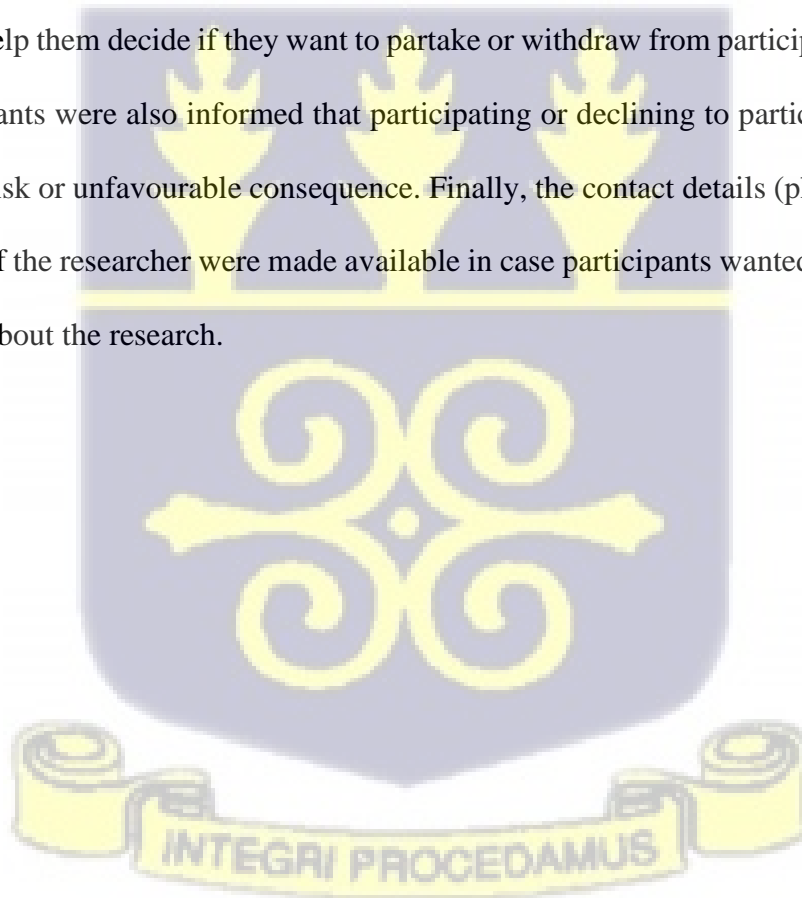 elp them decide if they want to partake or withdraw from particip
ants were also informed that participating or declining to partic
isk or unfavourable consequence. Finally, the contact details (p
f the researcher were made available in case participants wanted
bout the research.
INTEGRI PROCEDAMUS